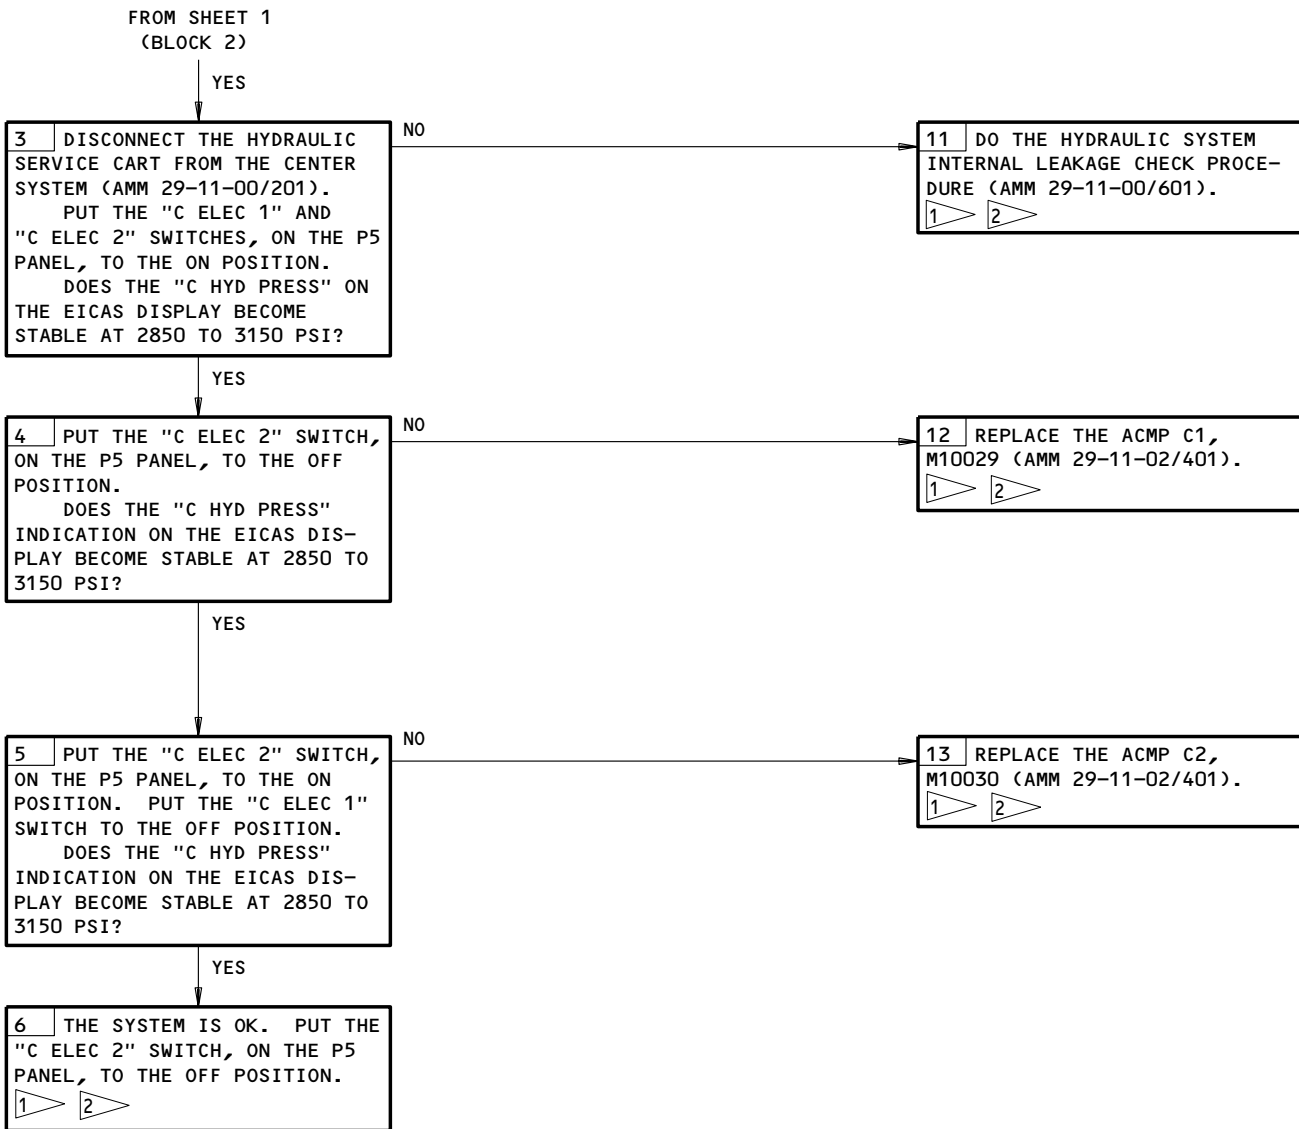 FROM SHEET 1
(BLOCK 2)
YES
3 DISCONNECT THE HYDRAULIC
SERVICE CART FROM THE CENTER
SYSTEM (AMM 29-11-00/201).
PUT THE "C ELEC 1" AND
"C ELEC 2" SWITCHES, ON THE P5
PANEL, TO THE ON POSITION.
DOES THE "C HYD PRESS" ON
THE EICAS DISPLAY BECOME
STABLE AT 2850 TO 3150 PSI?
NO
11 DO THE HYDRAULIC SYSTEM
INTERNAL LEAKAGE CHECK PROCE-
DURE (AMM 29-11-00/601).
1 2
YES
4 PUT THE "C ELEC 2" SWITCH,
ON THE P5 PANEL, TO THE OFF
POSITION.
DOES THE "C HYD PRESS"
INDICATION ON THE EICAS DIS-
PLAY BECOME STABLE AT 2850 TO
3150 PSI?
NO
12 REPLACE THE ACMP C1,
M10029 (AMM 29-11-02/401).
1 2
YES
5 PUT THE "C ELEC 2" SWITCH,
ON THE P5 PANEL, TO THE ON
POSITION. PUT THE "C ELEC 1"
SWITCH TO THE OFF POSITION.
DOES THE "C HYD PRESS"
INDICATION ON THE EICAS DIS-
PLAY BECOME STABLE AT 2850 TO
3150 PSI?
NO
13 REPLACE THE ACMP C2,
M10030 (AMM 29-11-02/401).
1 2
YES
6 THE SYSTEM IS OK. PUT THE
"C ELEC 2" SWITCH, ON THE P5
PANEL, TO THE OFF POSITION.
1 2